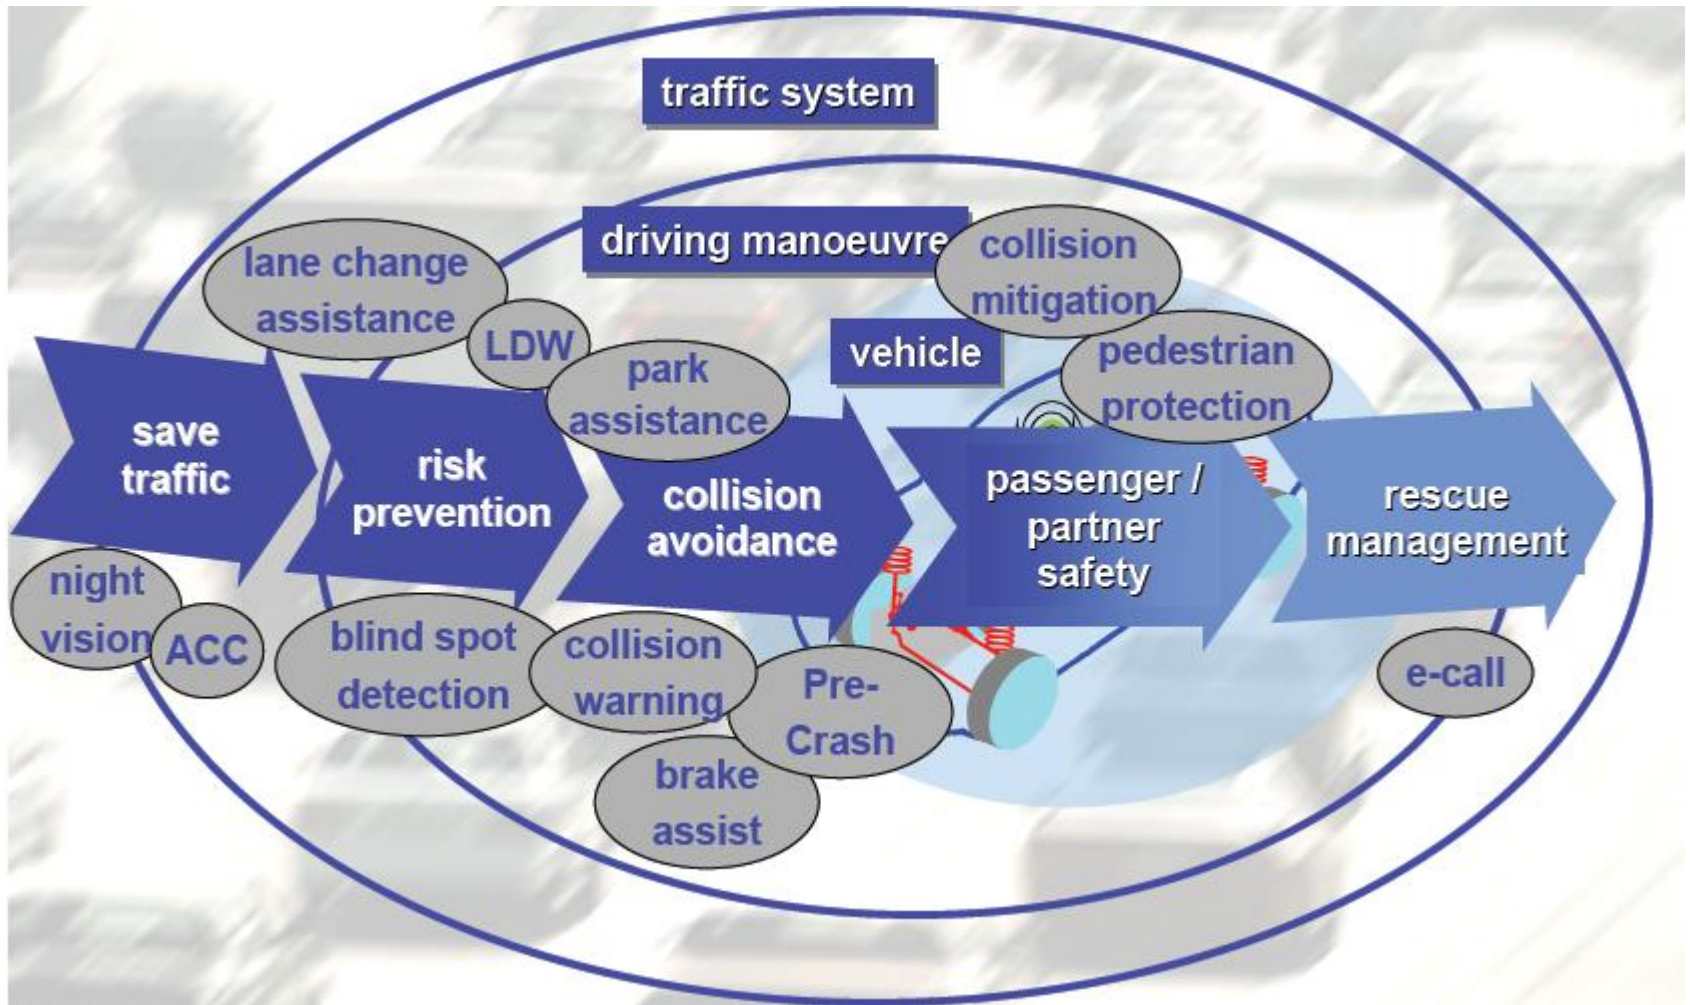 traffic system
driving manoeuvre
collision
mitigation
lane change
assistance
LDW
park
assistance
vehicle
pedestrian
protection
save
traffic
risk
prevention
collision
avoidance
passenger /
partner
safety
rescue
management
night
vision
ACC
blind spot
detection
collision
warning
Pre-
Crash
brake
assist
e-call